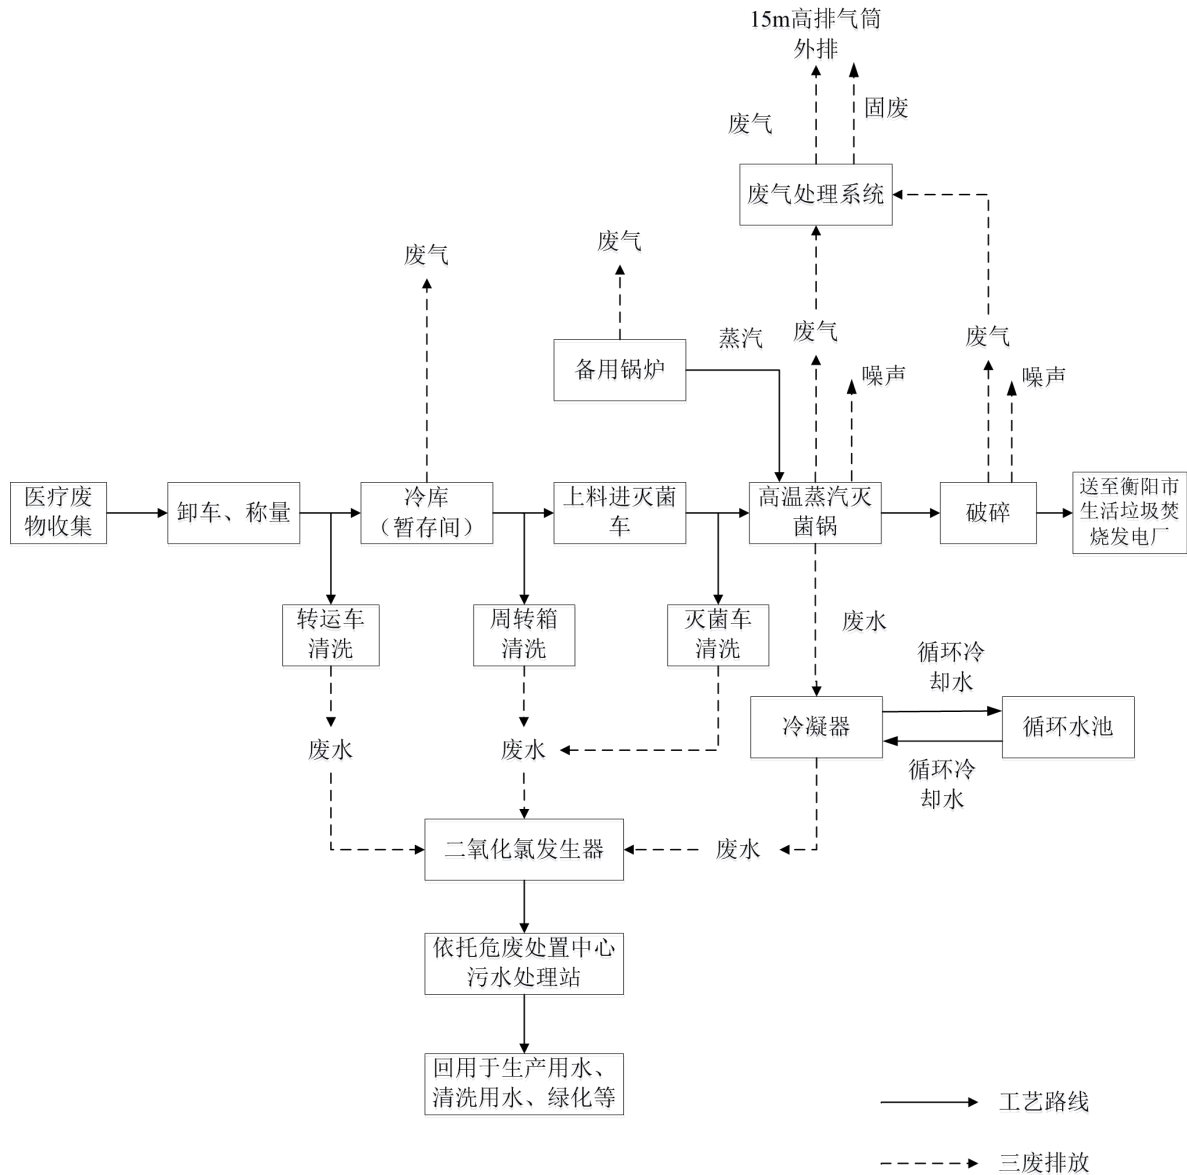 15m高排气筒
外排
废气
固废
废气处理系统
废气
废气
蒸汽
废气
废气
备用锅炉
噪声
噪声
医疗废
物收集
卸车、称量
冷库
（暂存间）
上料进灭菌
车
高温蒸汽灭
菌锅
破碎
送至衡阳市
生活垃圾焚
烧发电厂
转运车
清洗
周转箱
清洗
灭菌车
清洗
废水
循环冷
却水
冷凝器
循环水池
废水
废水
循环冷
却水
二氧化氯发生器
废水
依托危废处置中心
污水处理站
回用于生产用水、
清洗用水、绿化等
工艺路线
三废排放